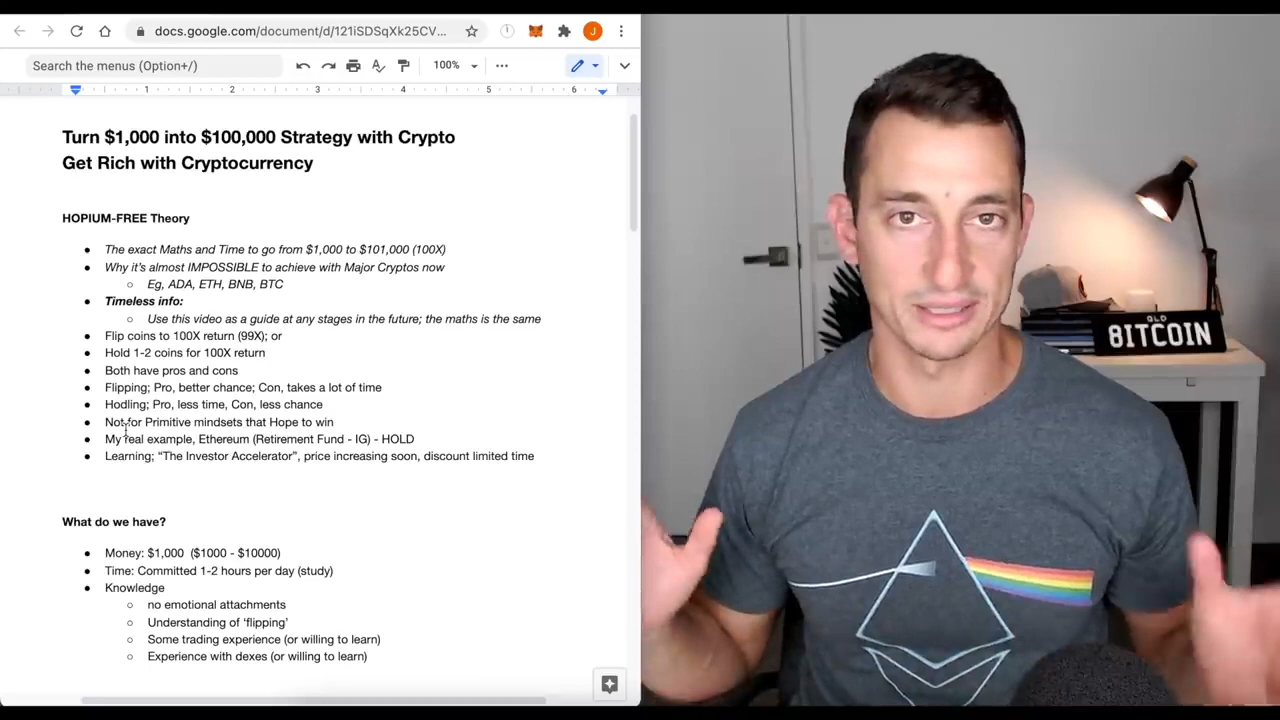 docs.google.com/document/d/121iSDSqXk25CV...
J
Search the menus (Option+/)
100%
1 2 3 4 5 6
Turn $1,000 into $100,000 Strategy with Crypto
Get Rich with Cryptocurrency
HOPIUM-FREE Theory
The exact Maths and Time to go from $1,000 to $101,000 (100X)
Why it's almost IMPOSSIBLE to achieve with Major Cryptos now
Eg, ADA, ETH, BNB, BTC
Timeless info:
Use this video as a guide at any stages in the future; the maths is the same
Flip coins to 100X return (99X); or
Hold 1-2 coins for 100X return
Both have pros and cons
Flipping; Pro, better chance; Con, takes a lot of time
Hodling; Pro, less time, Con, less chance
Not for Primitive mindsets that Hope to win
My real example, Ethereum (Retirement Fund - IG) - HOLD
Learning; “The Investor Accelerator”, price increasing soon, discount limited time
What do we have?
Money: $1,000 ($1000 - $10000)
Time: Committed 1-2 hours per day (study)
Knowledge
no emotional attachments
Understanding of ‘flipping’
Some trading experience (or willing to learn)
Experience with dexes (or willing to learn)
QLD
BITCOIN